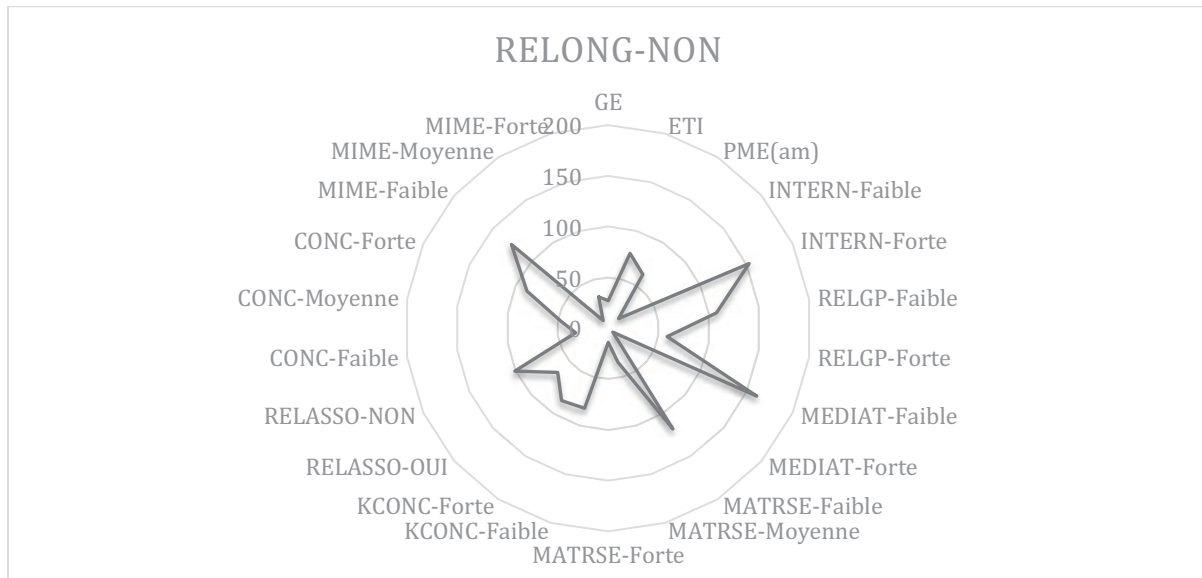 RELONG-NON
GE
ETI
PME(am)
INTERN-Faible
INTERN-Forte
RELGP-Faible
RELGP-Forte
MEDIAT-Faible
MEDIAT-Forte
MATRSE-Faible
MATRSE-Moyenne
MATRSE-Forte
KCONC-Faible
KCONC-Forte
RELASSO-OUI
RELASSO-NON
CONC-Faible
CONC-Moyenne
CONC-Forte
MIME-Faible
MIME-Moyenne
MIME-Forte
200
150
100
50
0